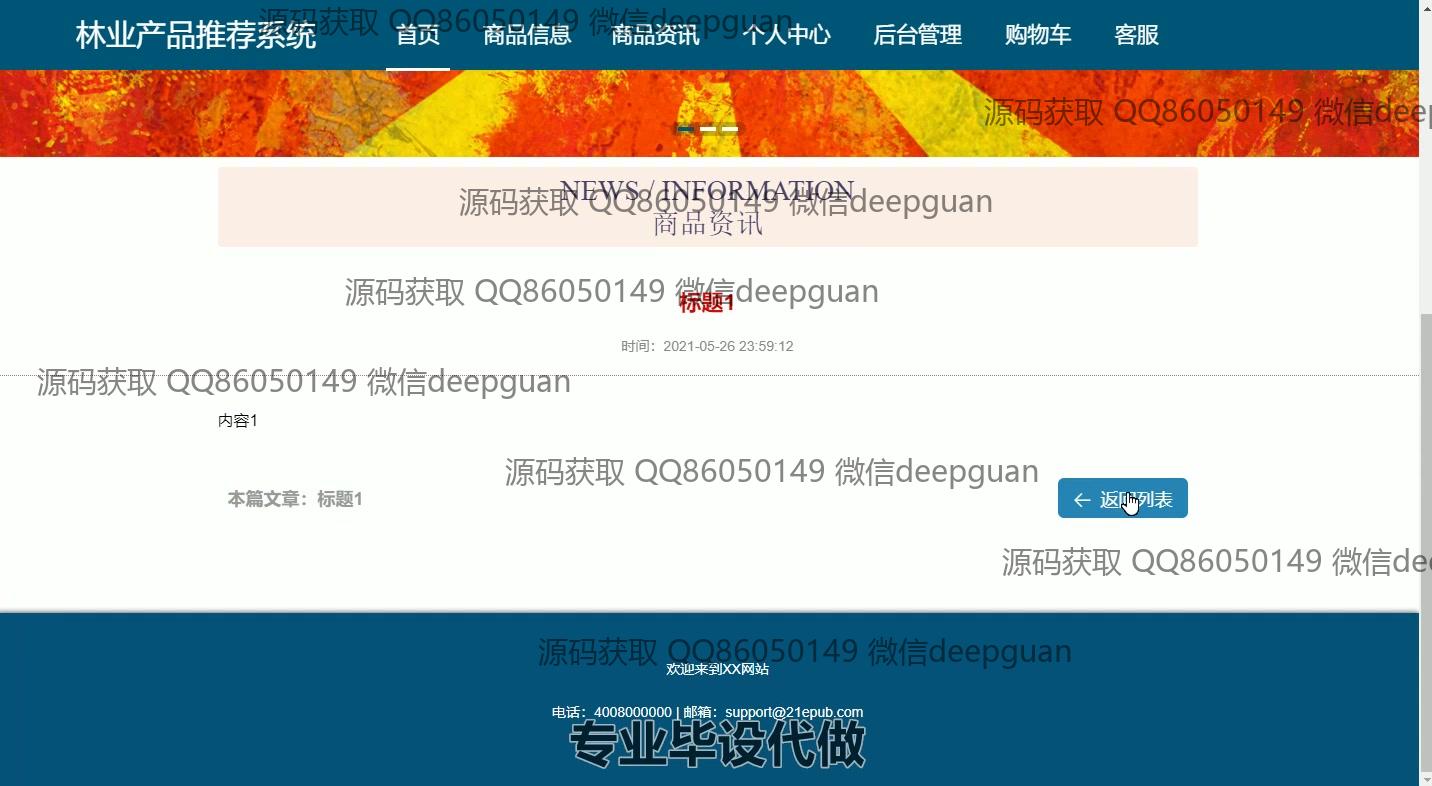 林业产品推荐系统 首页 商品信息 商品资讯 个人中心 后台管理 购物车 客服
源码获取 QQ86050149 微信deepguan
源码获取 QQ86050149 微信deep
NEWS / INFORMATION
源码获取 QQ86050149 微信deepguan
商品资讯
源码获取 QQ86050149 微信deepguan
标题1
时间：2021-05-26 23:59:12
源码获取 QQ86050149 微信deepguan
内容1
源码获取 QQ86050149 微信deepguan
本篇文章：标题1
← 返回列表
源码获取 QQ86050149 微信dee
源码获取 QQ86050149 微信deepguan
欢迎来到XX网站
电话：4008000000 | 邮箱：support@21epub.com
专业毕设代做